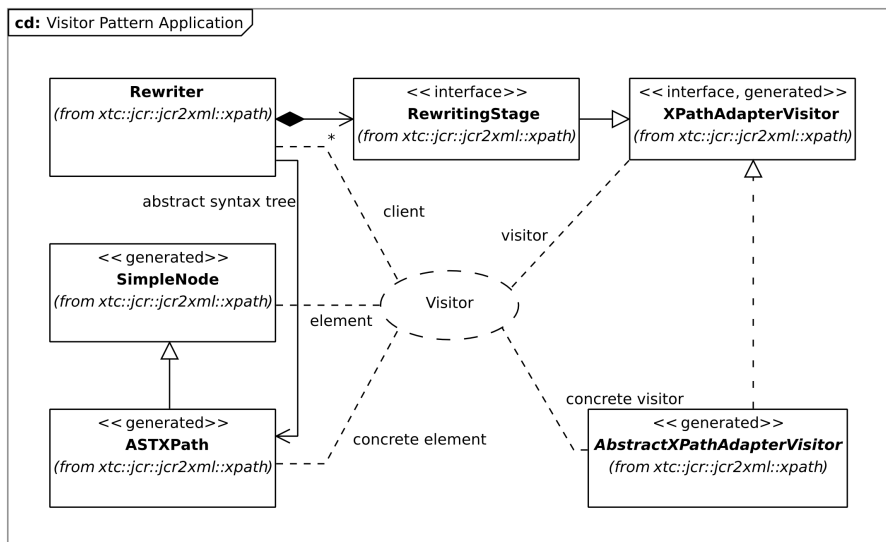 cd: Visitor Pattern Application
Rewriter
(from xtc::jcr::jcr2xml::xpath)
<< interface>>
RewritingStage
(from xtc::jcr::jcr2xml::xpath)
<< interface, generated>>
XPathAdapterVisitor
(from xtc::jcr::jcr2xml::xpath)
*
abstract syntax tree
client
visitor
<< generated>>
SimpleNode
(from xtc::jcr::jcr2xml::xpath)
Visitor
element
concrete visitor
<< generated>>
ASTXPath
(from xtc::jcr::jcr2xml::xpath)
concrete element
<< generated>>
AbstractXPathAdapterVisitor
(from xtc::jcr::jcr2xml::xpath)